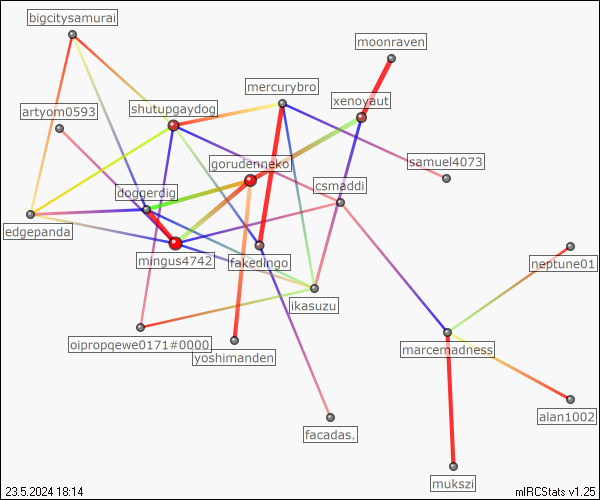 bigcitysamurai
moonraven
mercurybro
xenoyaut
artyom0593
shutupgaydog
gorudeneko
samuel4073
doggerdig
csmaddi
edgepanda
mingus4742
fakedingo
neptune01
ikasuzu
oipropqewe0171#0000
marcemadness
yoshimanden
alan1002
facadas.
mukszi
23.5.2024 18:14
mIRCStats v1.25